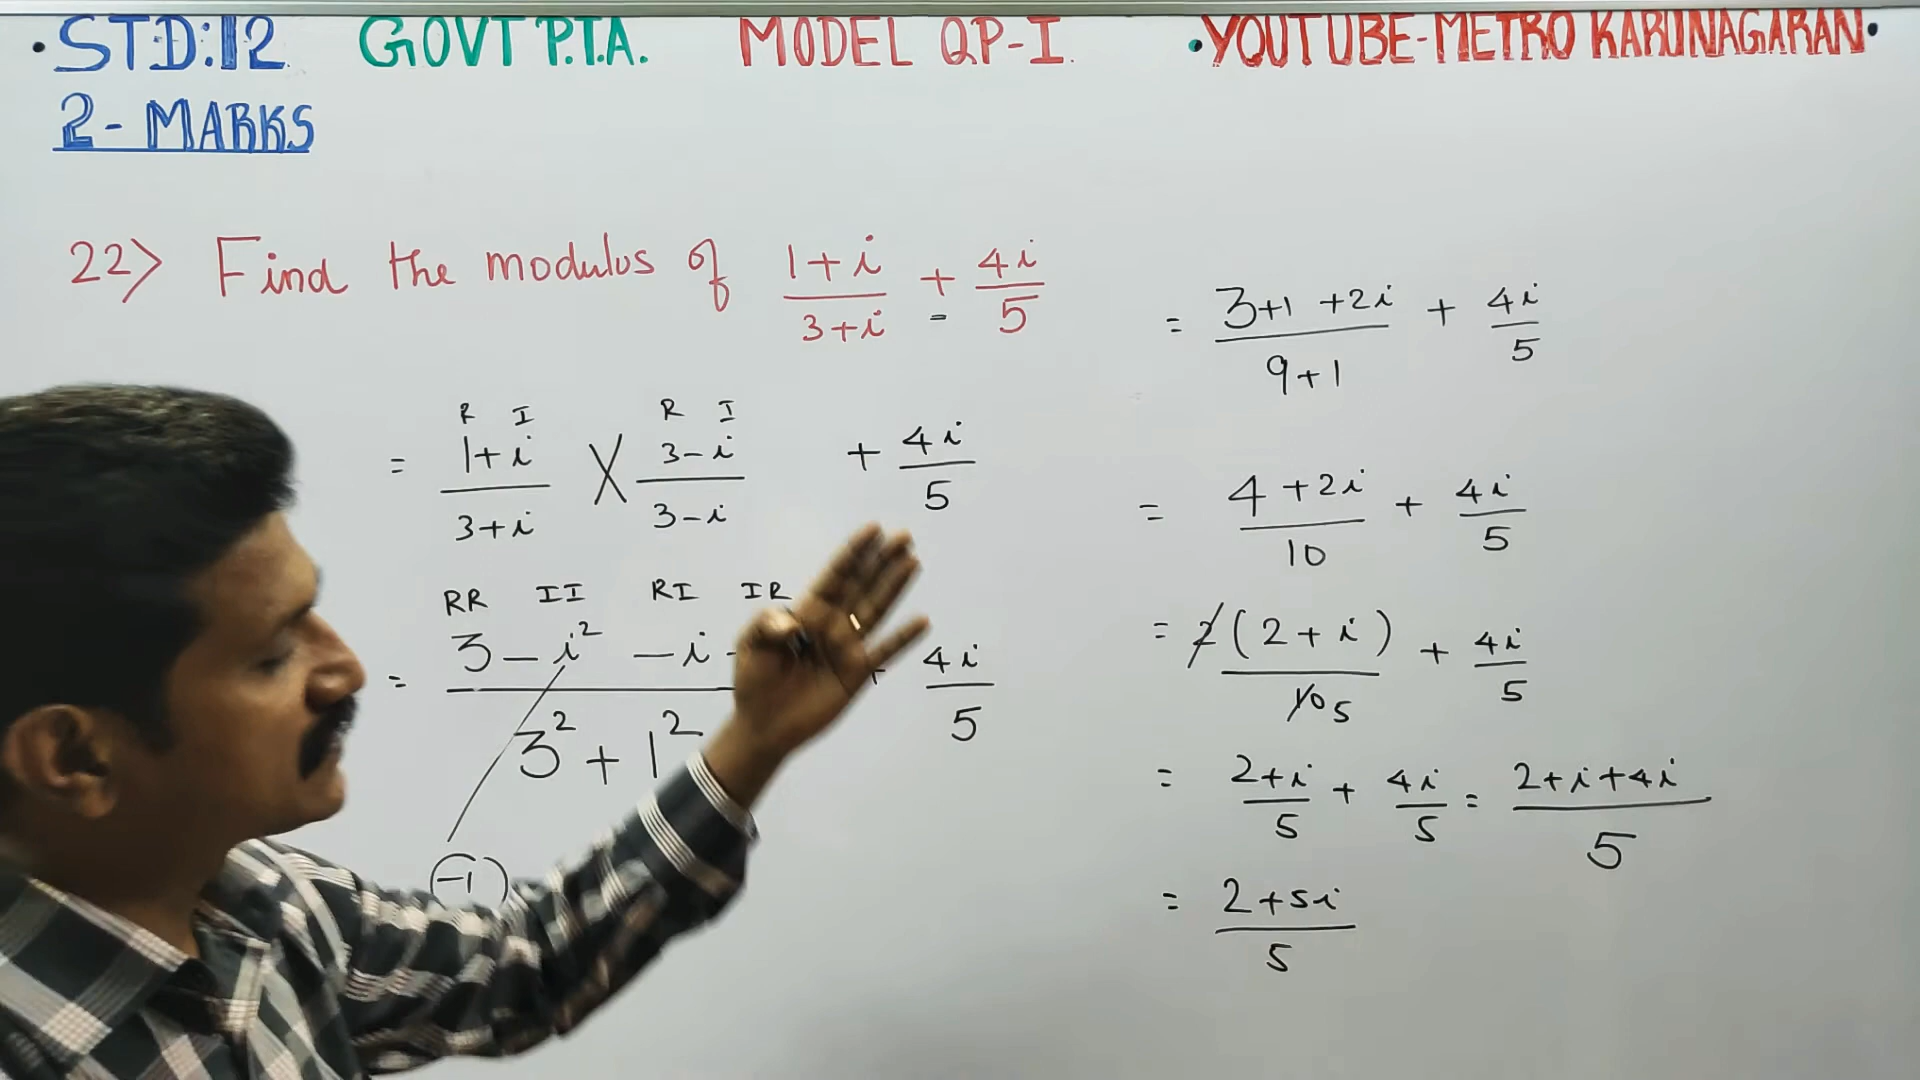 • STD:12 GOVT P.T.A. MODEL QP-I. • YOUTUBE-METRO KARUNAGARAN •
2- MARKS
22> Find the modulus of (1+i)/(3+i) + 4i/5
R I R I
= (1+i)/(3+i) X (3-i)/(3-i) + 4i/5
RR II RI IR
= (3 - i² - i -)/(3² + 1²) + 4i/5
(-1)
= (3+1 +2i)/(9+1) + 4i/5
= (4+2i)/10 + 4i/5
= 2(2+i)/10 5 + 4i/5
= (2+i)/5 + 4i/5 = (2+i+4i)/5
= (2+5i)/5